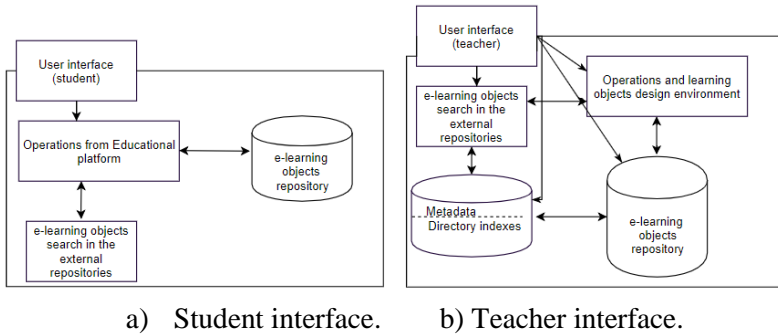 User interface
(student)
Operations from Educational
platform
e-learning
objects
repository
e-learning objects
search in the
external
repositories
User interface
(teacher)
e-learning objects
search in the
external
repositories
Operations and learning
objects design environment
Metadata
Directory indexes
e-learning
objects
repository
a) Student interface.
b) Teacher interface.